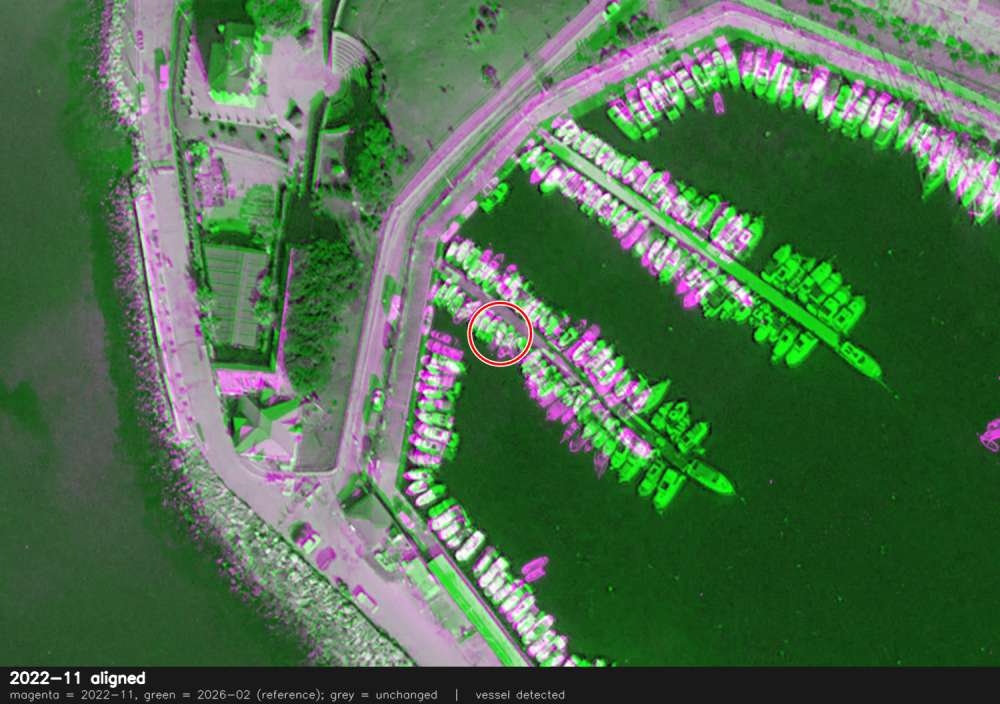 2022-11 aligned
magenta = 2022-11, green = 2026-02 (reference); grey = unchanged | vessel detected